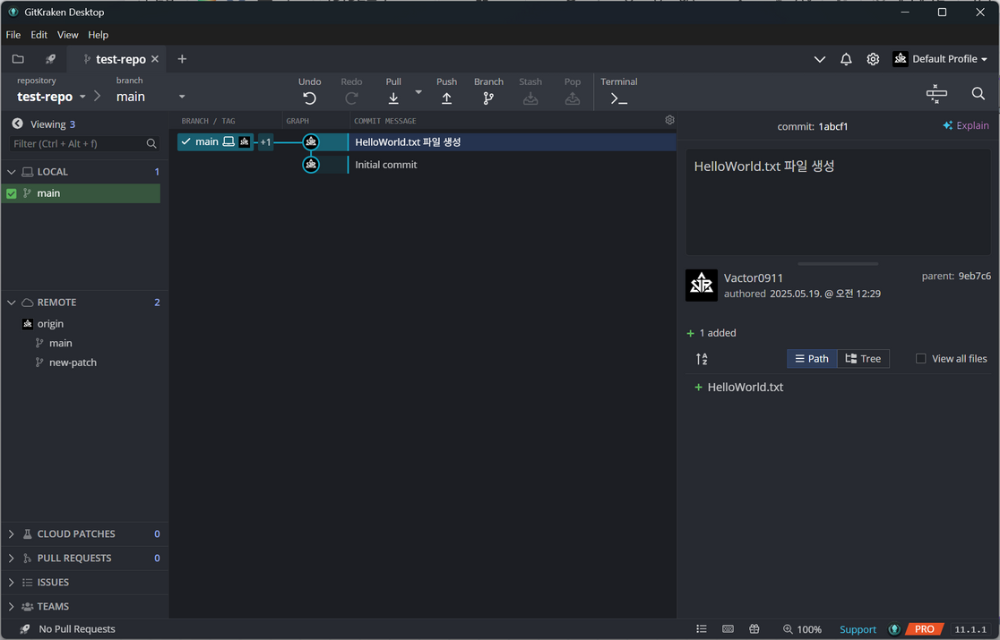 GitKraken Desktop
File Edit View Help
test-repo
Default Profile
repository
test-repo
branch
main
Undo
Redo
Pull
Push
Branch
Stash
Pop
Terminal
Viewing 3
Filter (Ctrl + Alt + f)
LOCAL 1
main
REMOTE 2
origin
main
new-patch
CLOUD PATCHES 0
PULL REQUESTS 0
ISSUES
TEAMS
BRANCH / TAG GRAPH COMMIT MESSAGE
main +1 HelloWorld.txt 파일 생성
Initial commit
commit: 1abcf1
Explain
HelloWorld.txt 파일 생성
Vactor0911
authored 2025.05.19. @ 오전 12:29
parent: 9eb7c6
+ 1 added
Path Tree View all files
+ HelloWorld.txt
No Pull Requests
100% Support PRO 11.1.1